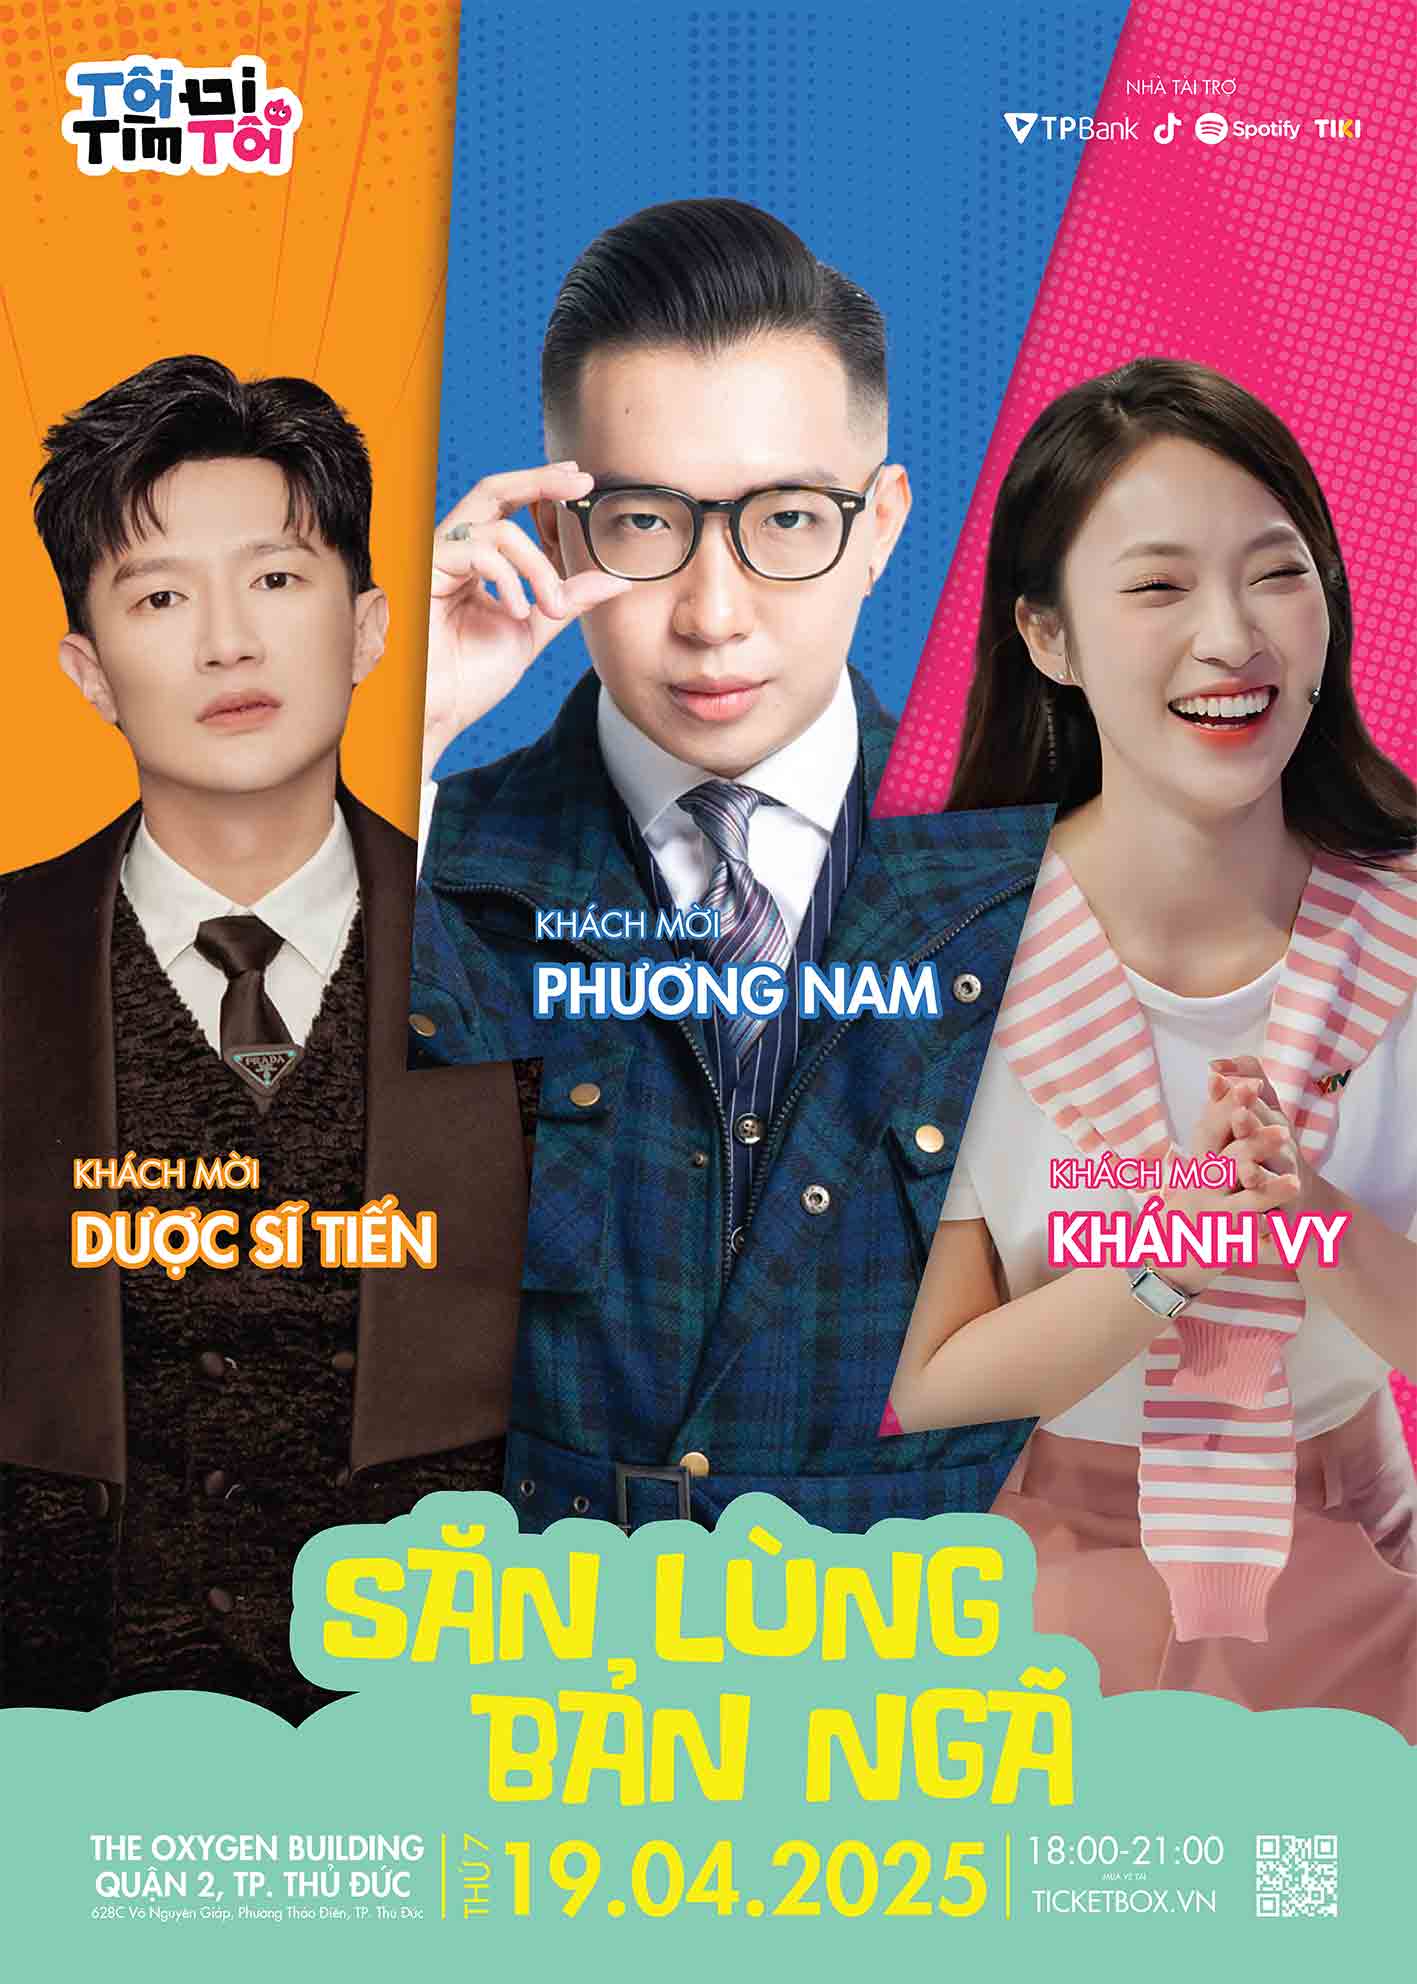 TÔI ĐI
TÌM TÔI
NHÀ TÀI TRỢ
TPBank
Spotify
TIKI
KHÁCH MỜI
PHƯƠNG NAM
KHÁCH MỜI
DƯỢC SĨ TIẾN
KHÁCH MỜI
KHÁNH VY
PRADA
VTV
SĂN LÙNG
BẢN NGÃ
THE OXYGEN BUILDING
QUẬN 2, TP. THỦ ĐỨC
628C Võ Nguyên Giáp, Phường Thảo Điền, TP. Thủ Đức
THỨ 7
19.04.2025
18:00-21:00
MUA VÉ TẠI
TICKETBOX.VN